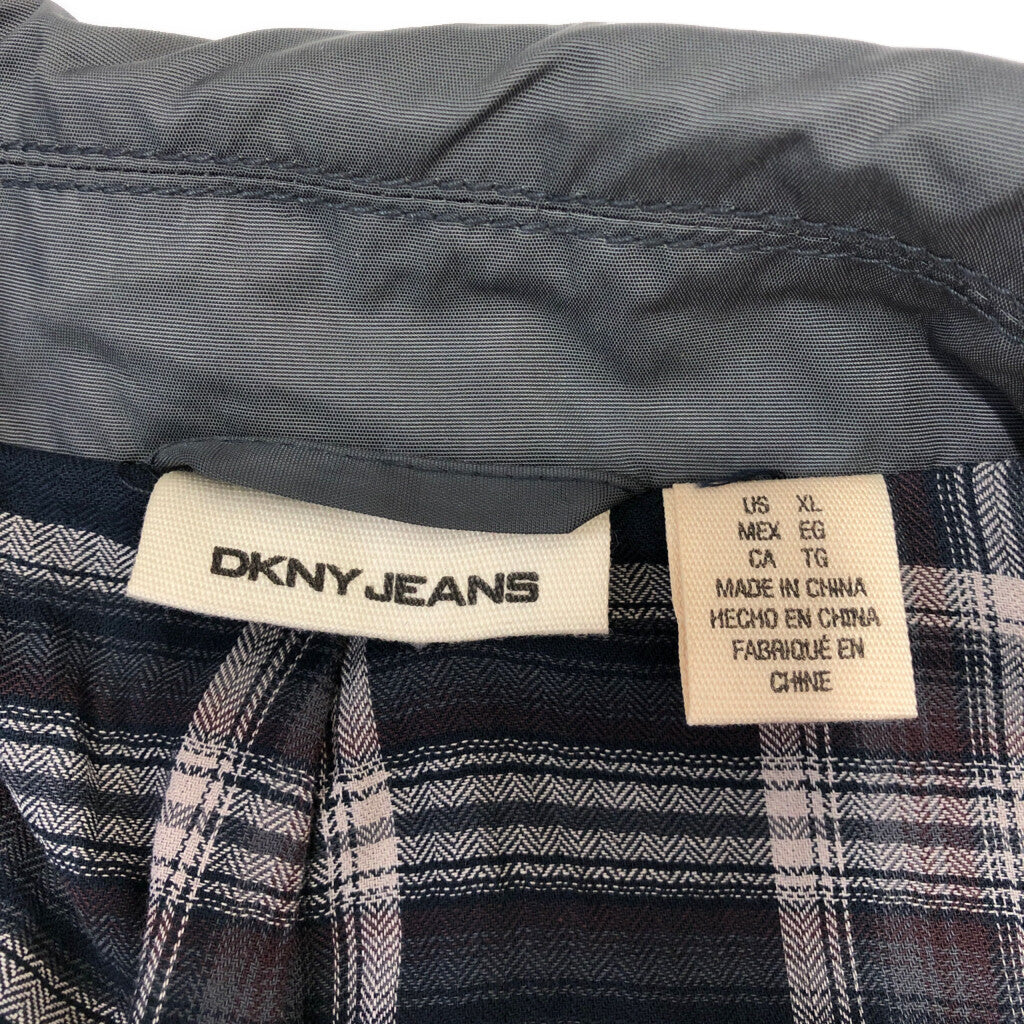 DKNY JEANS
US XL
MEX EG
CA TG
MADE IN CHINA
HECHO EN CHINA
FABRIQUÉ EN
CHINE